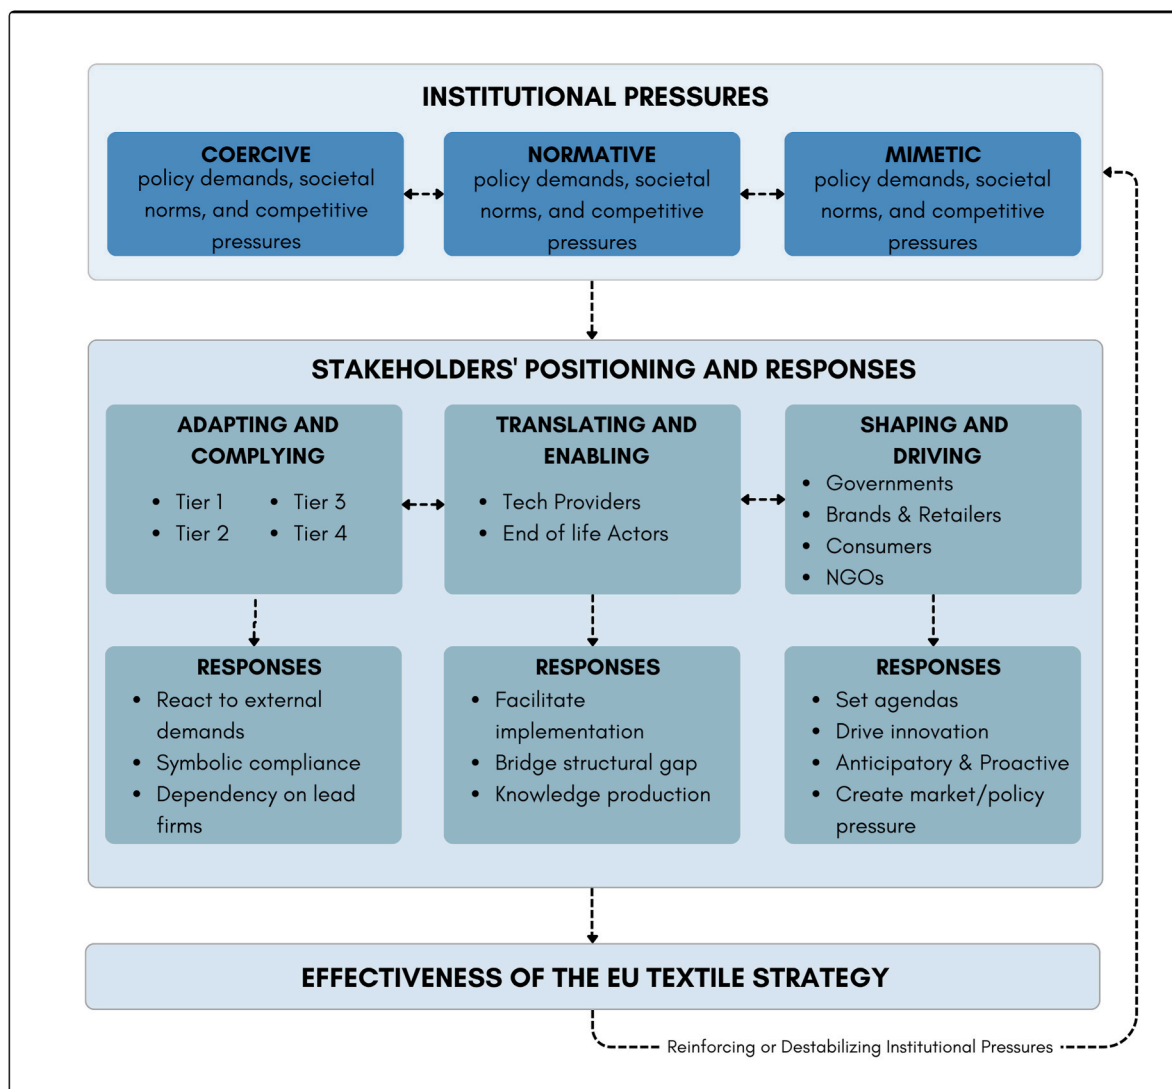 INSTITUTIONAL PRESSURES
COERCIVE
policy demands, societal
norms, and competitive
pressures
NORMATIVE
policy demands, societal
norms, and competitive
pressures
MIMETIC
policy demands, societal
norms, and competitive
pressures
STAKEHOLDERS' POSITIONING AND RESPONSES
ADAPTING AND
COMPLYING
• Tier 1
• Tier 2
• Tier 3
• Tier 4
TRANSLATING AND
ENABLING
• Tech Providers
• End of life Actors
SHAPING AND
DRIVING
• Governments
• Brands & Retailers
• Consumers
• NGOs
RESPONSES
• React to external
demands
• Symbolic compliance
• Dependency on lead
firms
RESPONSES
• Facilitate
implementation
• Bridge structural gap
• Knowledge production
RESPONSES
• Set agendas
• Drive innovation
• Anticipatory & Proactive
• Create market/policy
pressure
EFFECTIVENESS OF THE EU TEXTILE STRATEGY
Reinforcing or Destabilizing Institutional Pressures